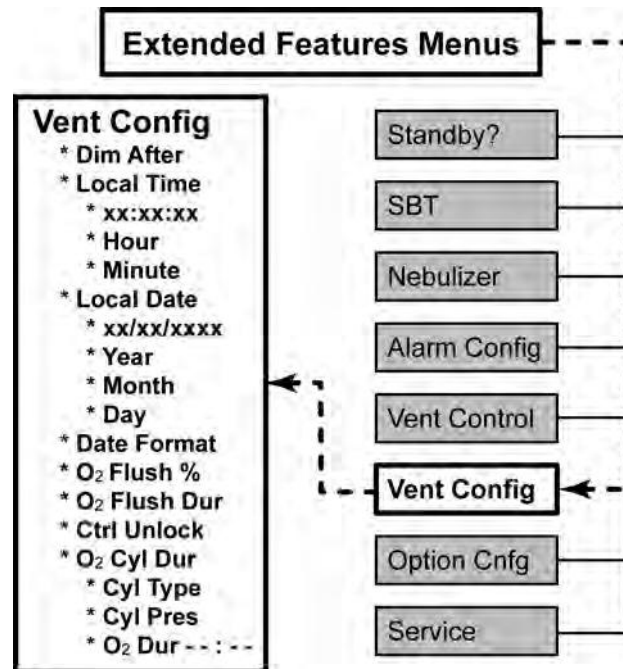 Extended Features Menus
Vent Config
* Dim After
* Local Time
* xx:xx:xx
* Hour
* Minute
* Local Date
* xx/xx/xxxx
* Year
* Month
* Day
* Date Format
* O₂ Flush %
* O₂ Flush Dur
* Ctrl Unlock
* O₂ Cyl Dur
* Cyl Type
* Cyl Pres
* O₂ Dur - - : - -
Standby?
SBT
Nebulizer
Alarm Config
Vent Control
Vent Config
Option Cnfg
Service